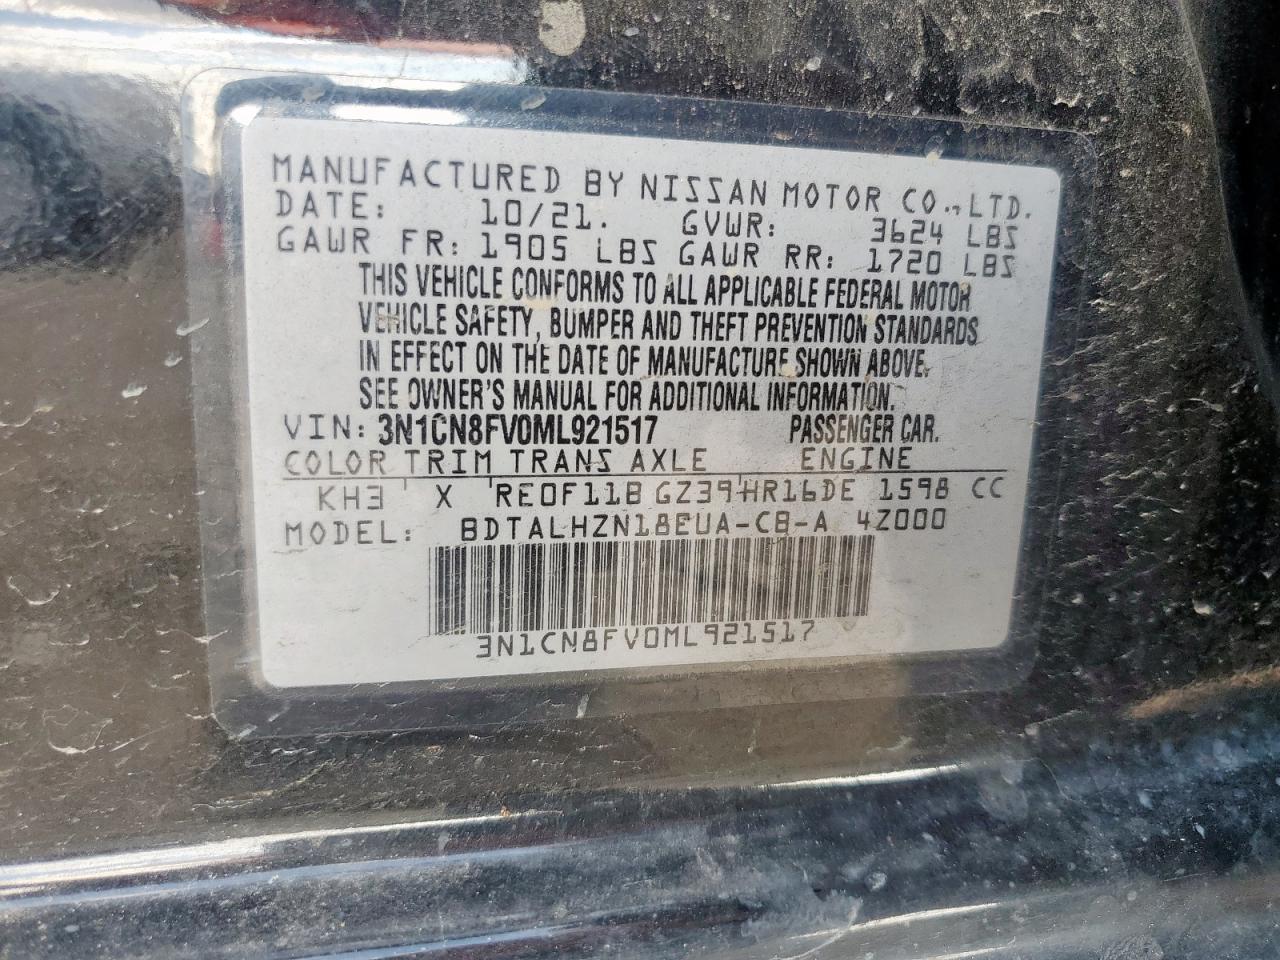 MANUFACTURED BY NISSAN MOTOR CO., LTD.
DATE: 10/21. GVWR: 3624 LBS
GAWR FR: 1905 LBS GAWR RR: 1720 LBS
THIS VEHICLE CONFORMS TO ALL APPLICABLE FEDERAL MOTOR
VEHICLE SAFETY, BUMPER AND THEFT PREVENTION STANDARDS
IN EFFECT ON THE DATE OF MANUFACTURE SHOWN ABOVE.
SEE OWNER'S MANUAL FOR ADDITIONAL INFORMATION.
VIN: 3N1CN8FV0ML921517 PASSENGER CAR.
COLOR TRIM TRANS AXLE ENGINE
KH3 X RE0F11B GZ39 HR16DE 1598 CC
MODEL: BDTALHZN18EUA-CB-A 4Z000
3N1CN8FV0ML921517